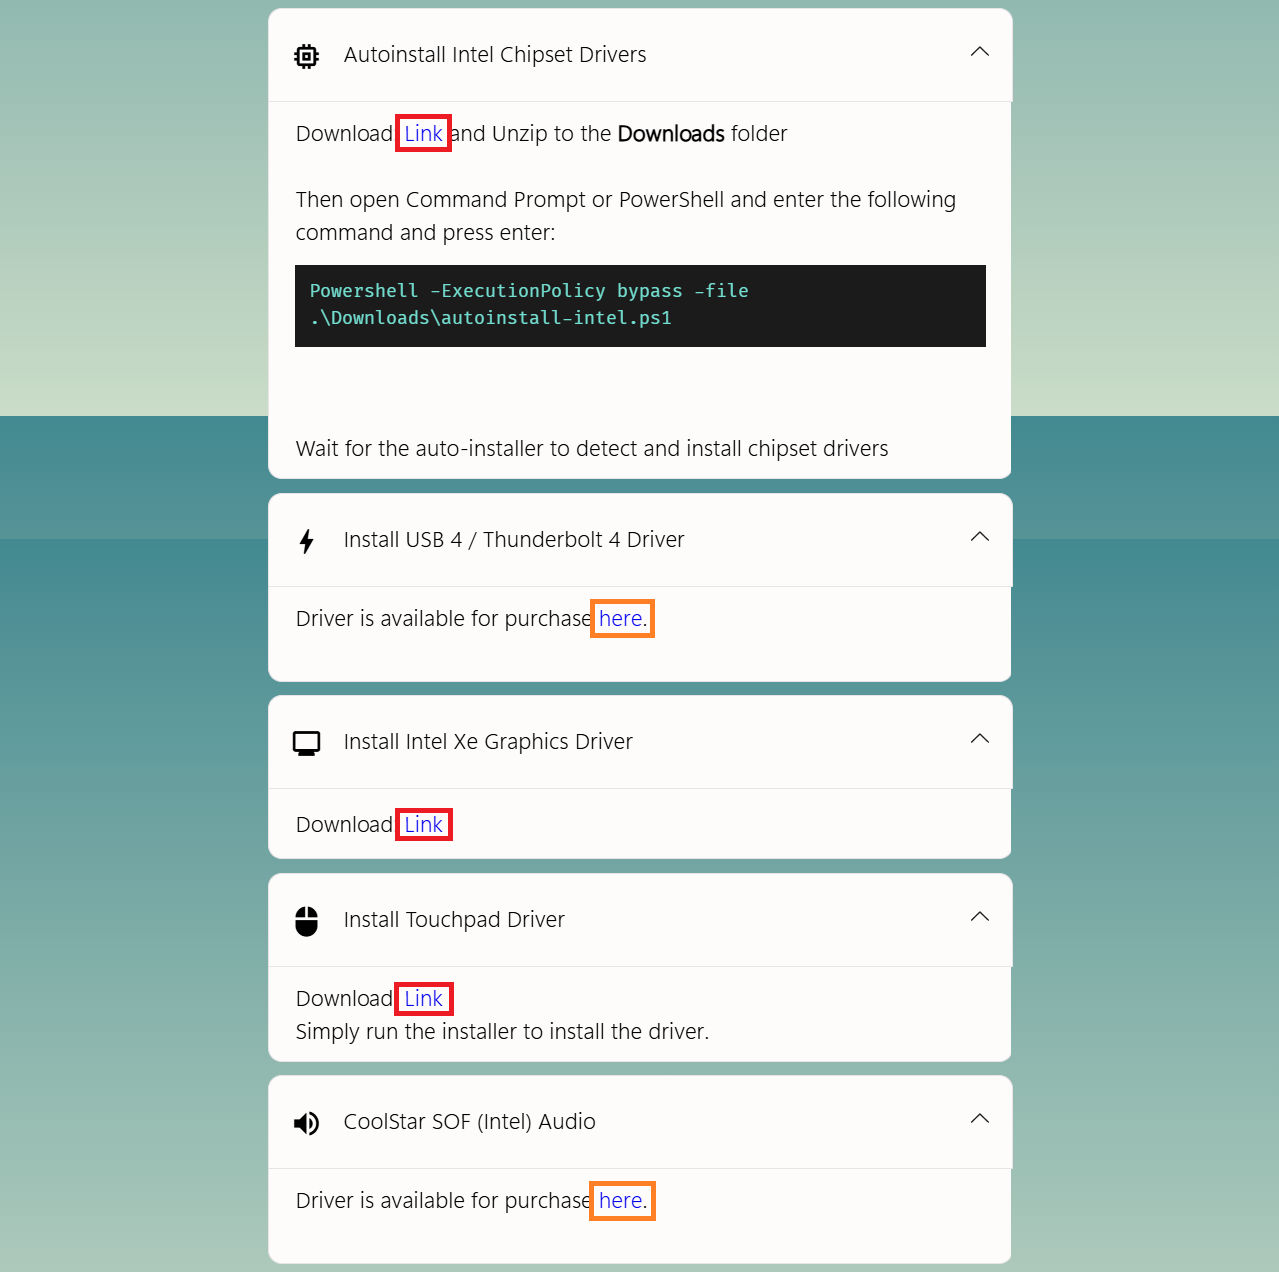 Autoinstall Intel Chipset Drivers
Download: Link and Unzip to the Downloads folder
Then open Command Prompt or PowerShell and enter the following
command and press enter:
Powershell -ExecutionPolicy bypass -file
.\Downloads\autoinstall-intel.ps1
Wait for the auto-installer to detect and install chipset drivers
Install USB 4 / Thunderbolt 4 Driver
Driver is available for purchase here.
Install Intel Xe Graphics Driver
Download: Link
Install Touchpad Driver
Download: Link
Simply run the installer to install the driver.
CoolStar SOF (Intel) Audio
Driver is available for purchase here.